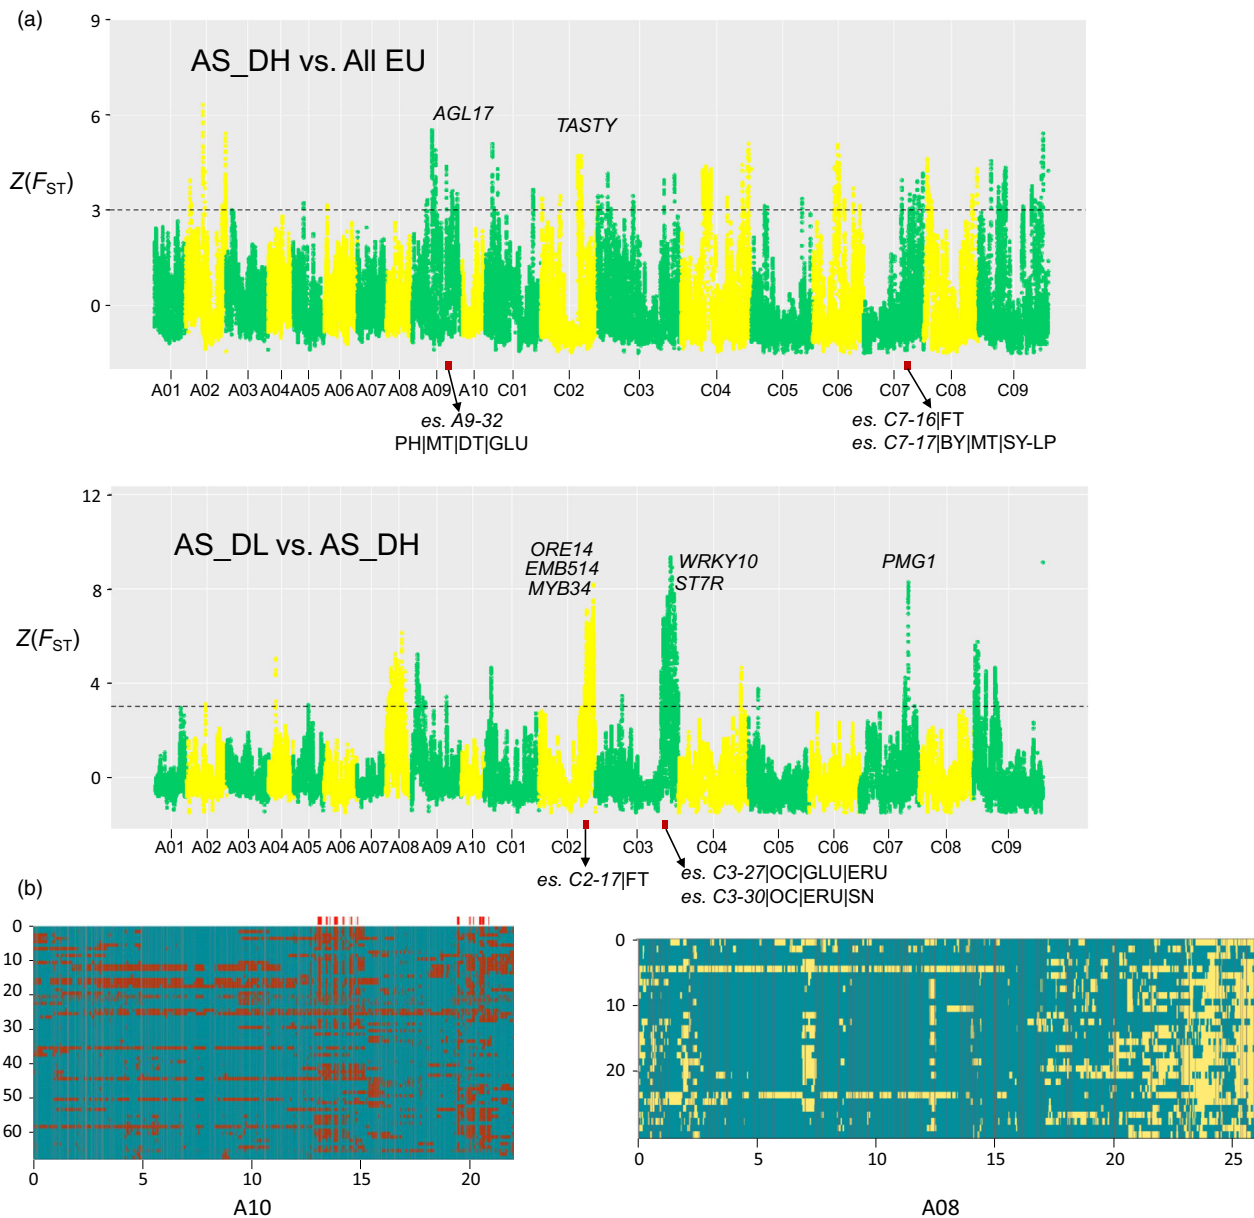 (a)
9
AS_DH vs. All EU
6
AGL17
TASTY
Z(FST)
3
0
A01 A02 A03 A04 A05 A06 A07 A08 A09 A10 C01 C02 C03 C04 C05 C06 C07 C08 C09
es. A9-32
PH|MT|DT|GLU
es. C7-16|FT
es. C7-17|BY|MT|SY-LP
12
AS_DL vs. AS_DH
ORE14
EMB514
MYB34
WRKY10
ST7R
PMG1
8
Z(FST)
4
0
A01 A02 A03 A04 A05 A06 A07 A08 A09 A10 C01 C02 C03 C04 C05 C06 C07 C08 C09
es. C2-17|FT
es. C3-27|OC|GLU|ERU
es. C3-30|OC|ERU|SN
(b)
0
10
20
30
40
50
60
0 5 10 15 20
A10
0
10
20
0 5 10 15 20 25
A08